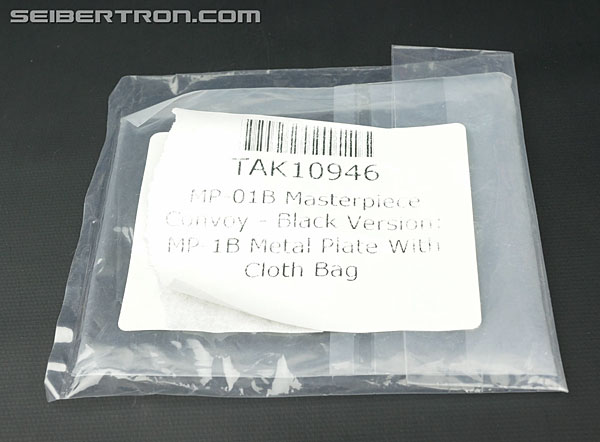 SEIBERTRON.COM
TAK10946
MP-01B Masterpiece
Convoy - Black Version:
MP-1B Metal Plate With
Cloth Bag